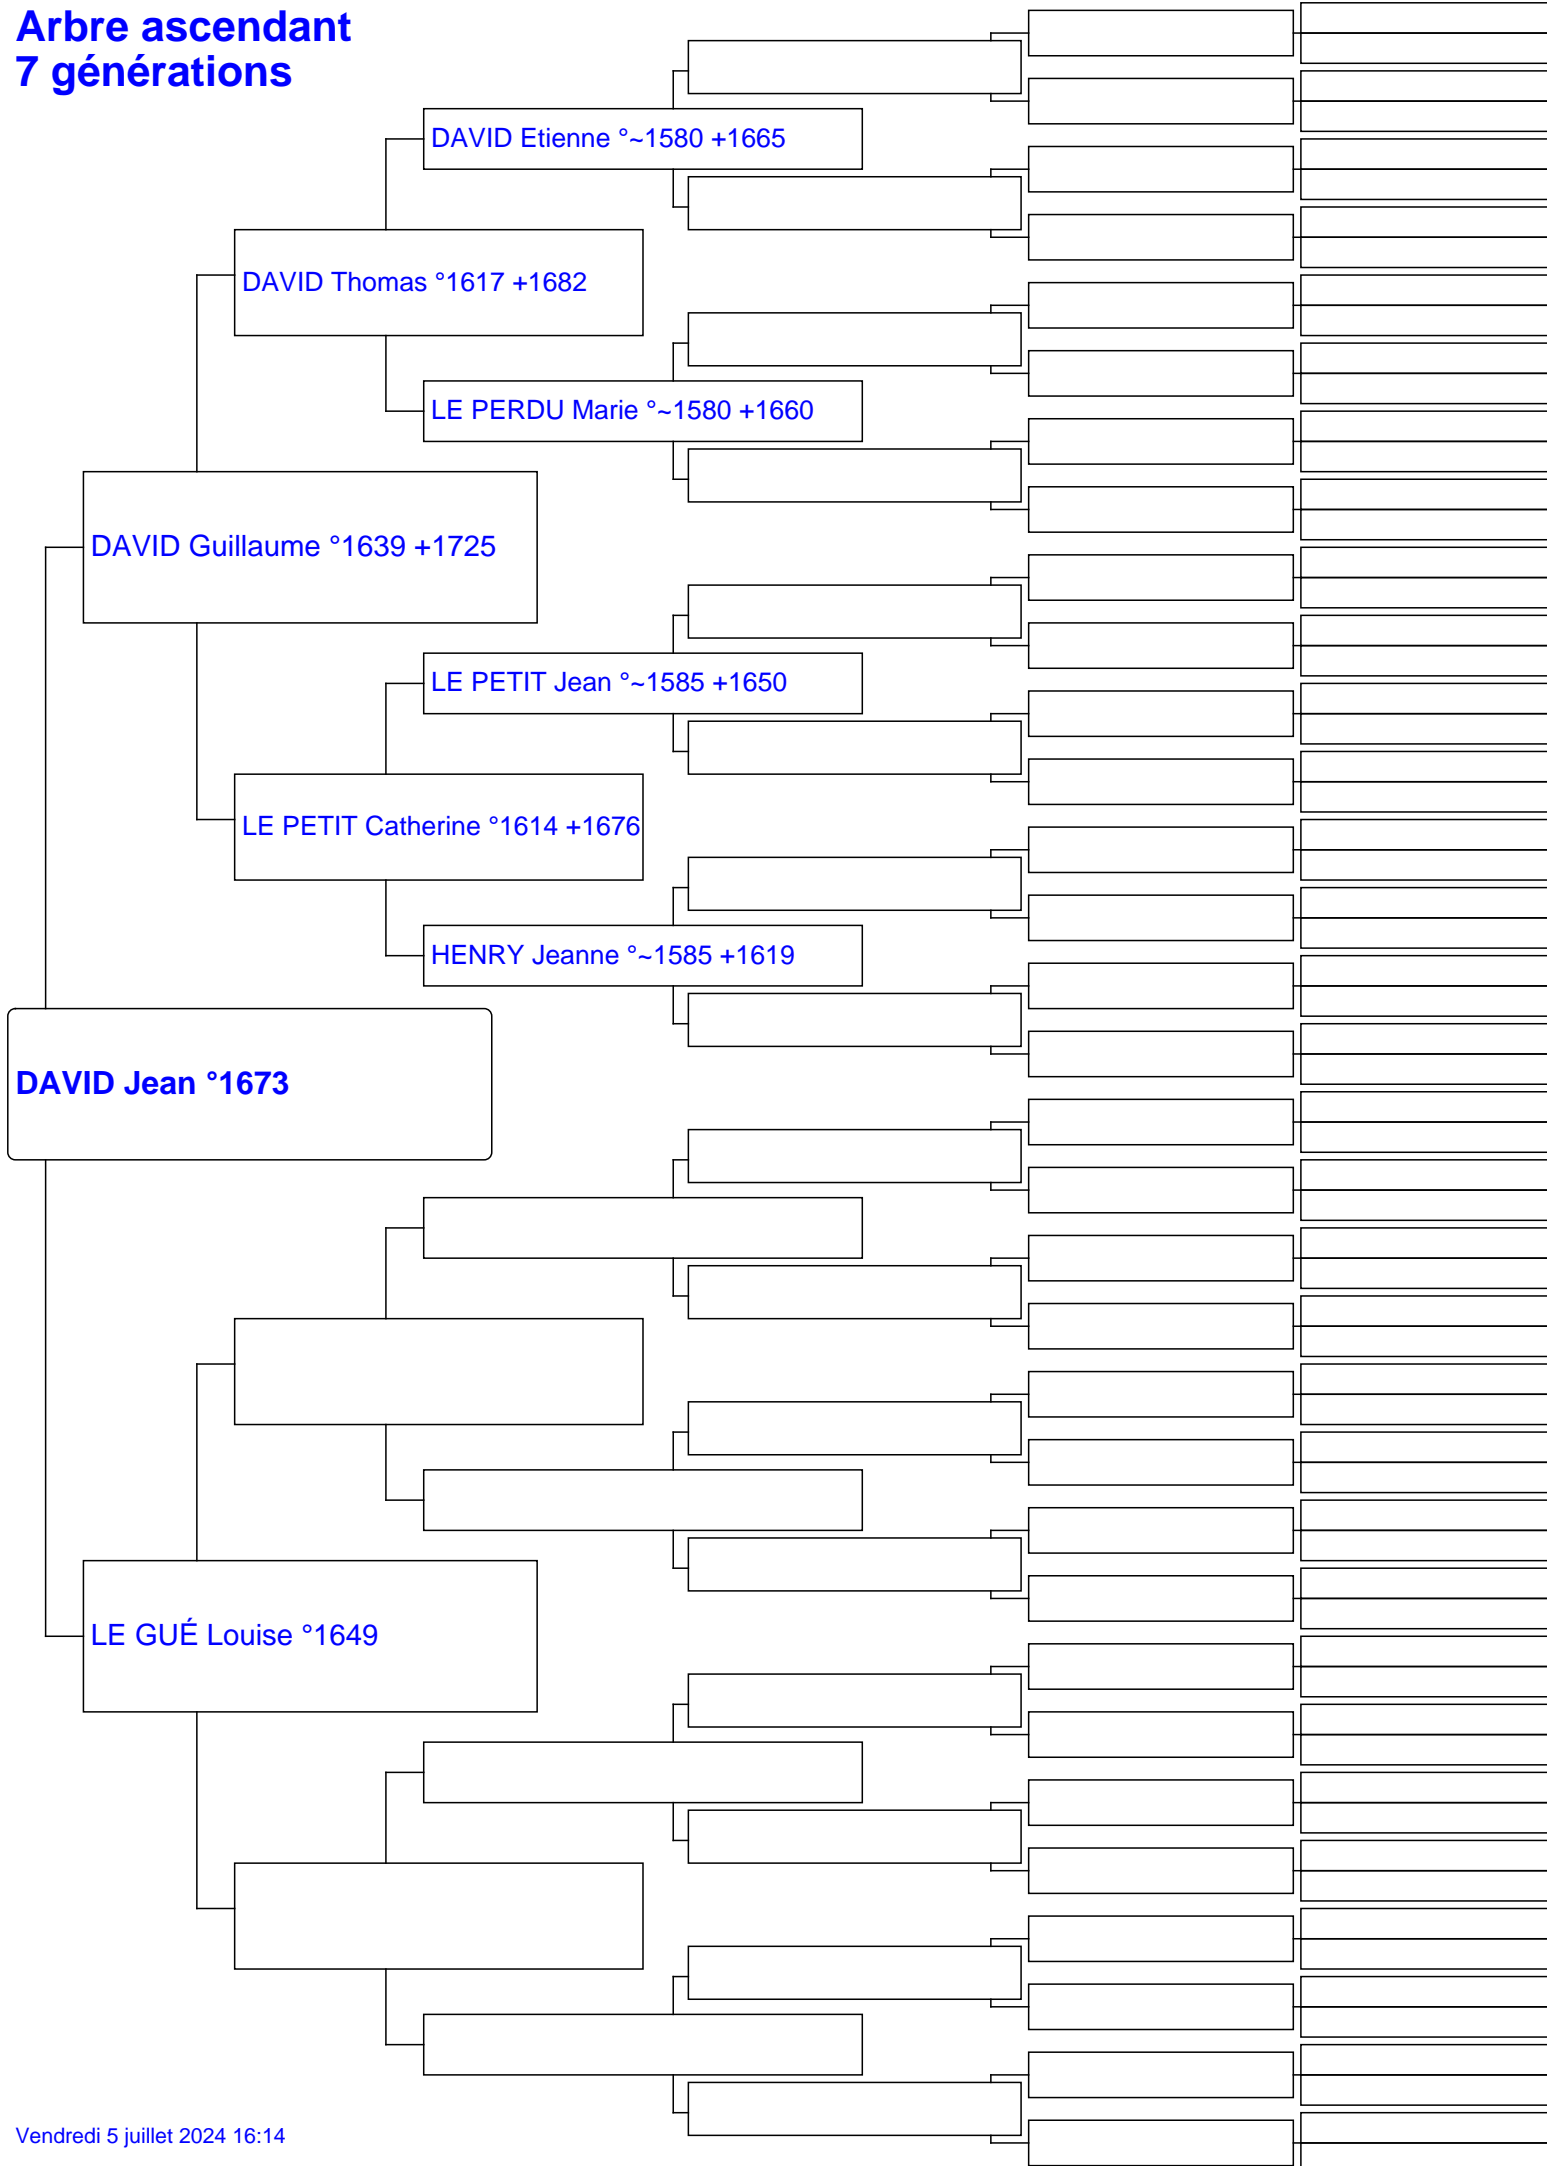 Arbre ascendant
7 générations
DAVID Etienne °~1580 +1665
DAVID Thomas °1617 +1682
LE PERDU Marie °~1580 +1660
DAVID Guillaume °1639 +1725
LE PETIT Jean °~1585 +1650
LE PETIT Catherine °1614 +1676
HENRY Jeanne °~1585 +1619
DAVID Jean °1673
LE GUÉ Louise °1649
Vendredi 5 juillet 2024 16:14